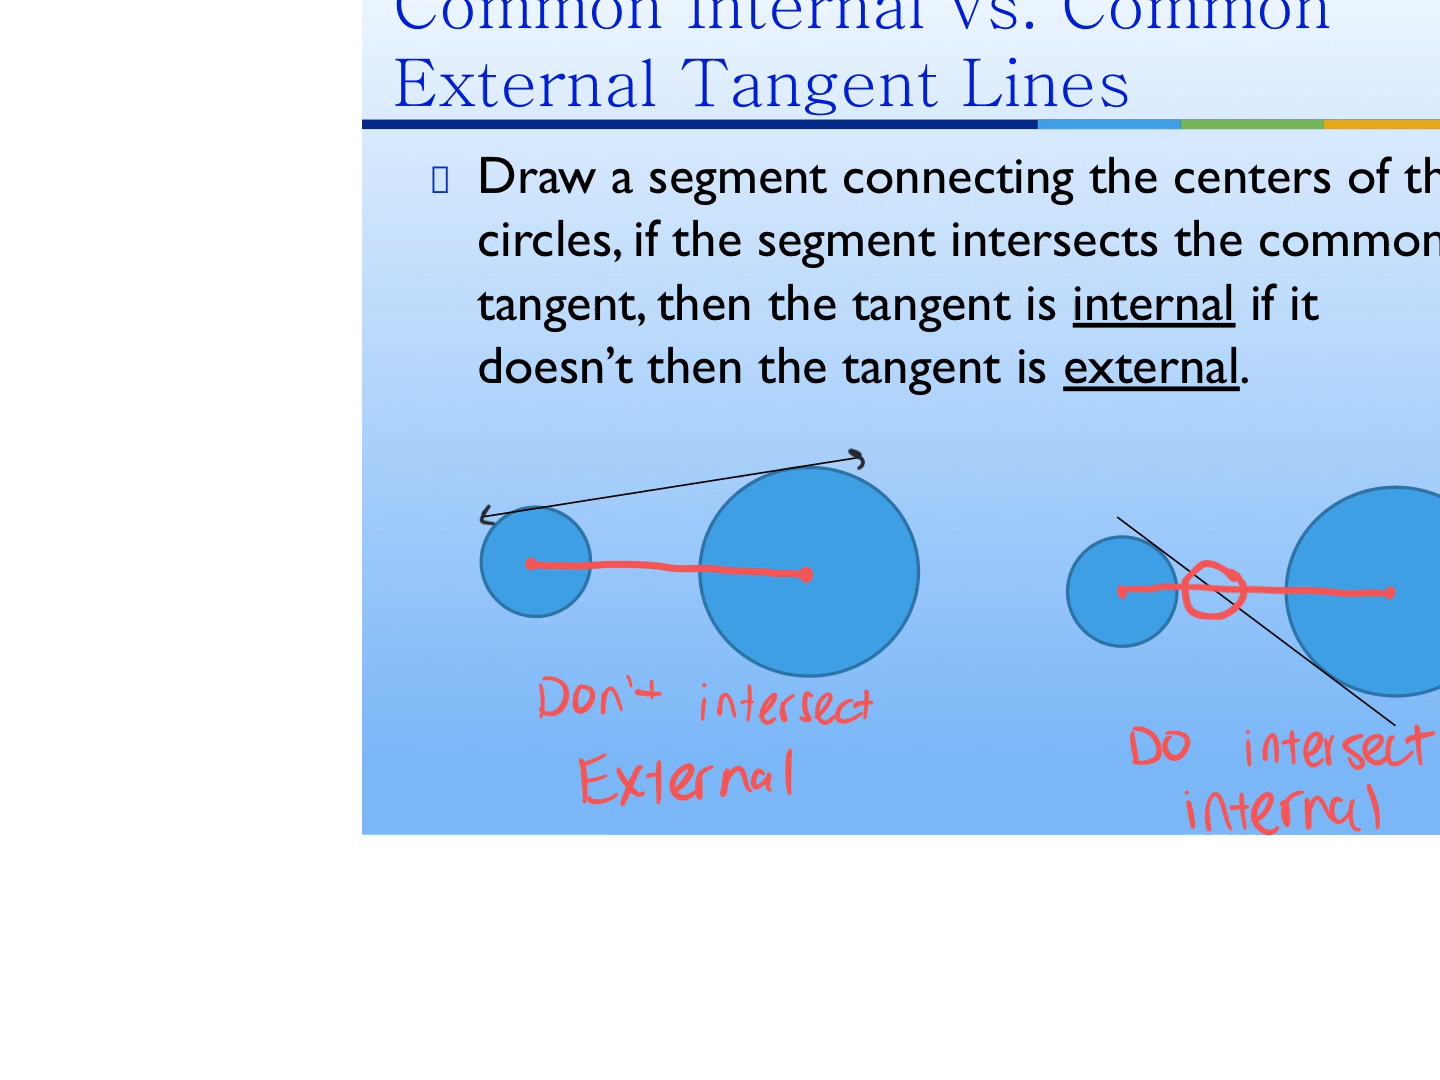 Common Internal vs. Common
External Tangent Lines
Draw a segment connecting the centers of th
circles, if the segment intersects the common
tangent, then the tangent is internal if it
doesn’t then the tangent is external.
Don't intersect
External
DO intersect
internal